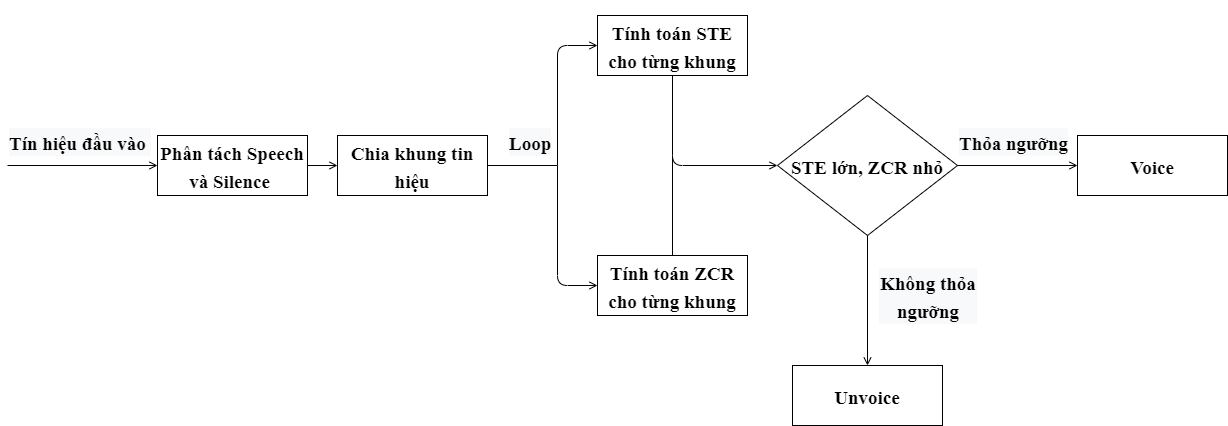 Tín hiệu đầu vào
Phân tách Speech
và Silence
Chia khung tin
hiệu
Loop
Tính toán STE
cho từng khung
Tính toán ZCR
cho từng khung
STE lớn, ZCR nhỏ
Thỏa ngưỡng
Voice
Không thỏa
ngưỡng
Unvoice